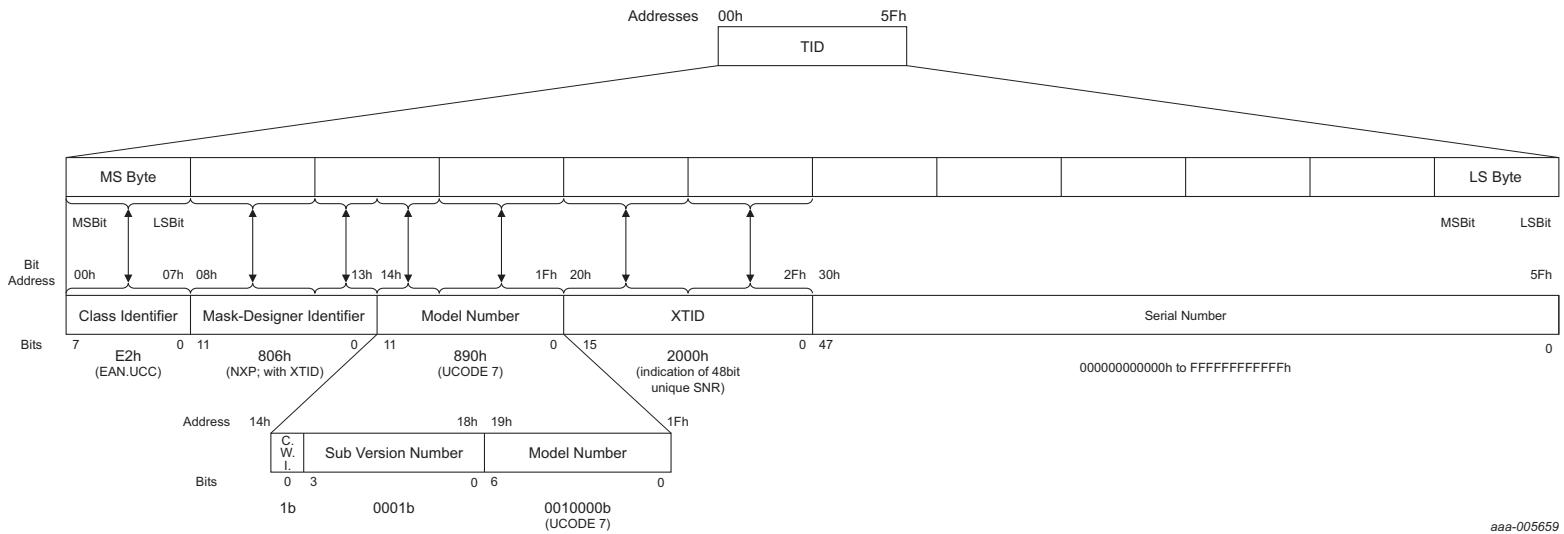 Addresses 00h 5Fh
TID
MS Byte LS Byte
MSBit LSBit MSBit LSBit
Bit
Address 00h 07h 08h 13h 14h 1Fh 20h 2Fh 30h 5Fh
Class Identifier Mask-Designer Identifier Model Number XTID Serial Number
Bits 7 0 11 0 11 0 15 0 47 0
E2h 806h 890h 2000h 000000000000h to FFFFFFFFFFFFh
(EAN.UCC) (NXP; with XTID) (UCODE 7) (indication of 48bit
unique SNR)
Address 14h 18h 19h 1Fh
C.
W.
I.
Sub Version Number Model Number
Bits 0 3 0 6 0
1b 0001b 0010000b
(UCODE 7)
aaa-005659